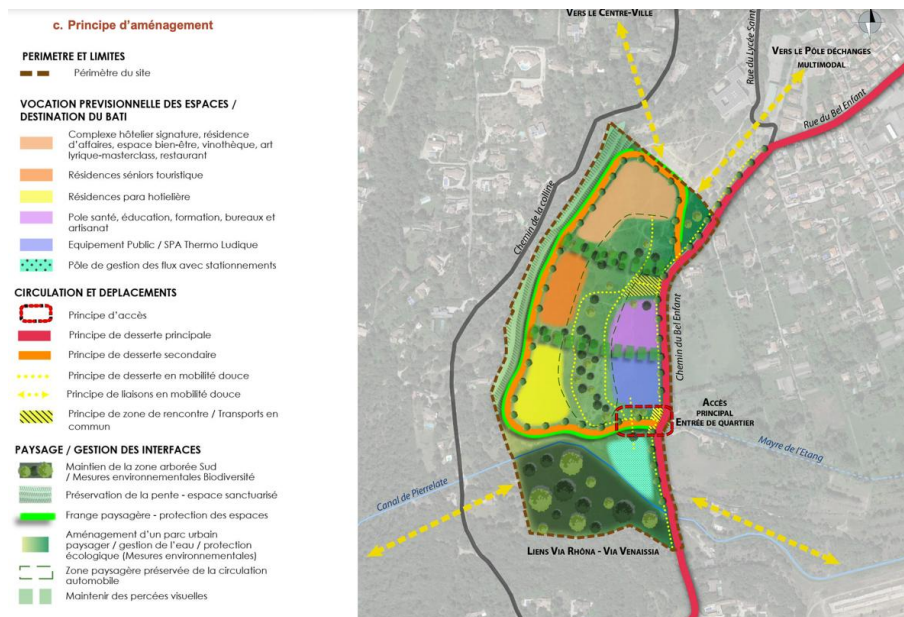 c. Principe d'aménagement
PERIMETRE ET LIMITES
Périmètre du site
VOCATION PREVISIONNELLE DES ESPACES /
DESTINATION DU BATI
Complexe hôtelier signature, résidence
d'affaires, espace bien-être, vinothèque, art
lyrique-masterclass, restaurant
Résidences séniors touristique
Résidences para hotelière
Pole santé, éducation, formation, bureaux et
artisanat
Equipement Public / SPA Thermo Ludique
Pôle de gestion des flux avec stationnements
CIRCULATION ET DEPLACEMENTS
Principe d'accès
Principe de desserte principale
Principe de desserte secondaire
Principe de desserte en mobilité douce
Principe de liaisons en mobilité douce
Principe de zone de rencontre / Transports en
commun
PAYSAGE / GESTION DES INTERFACES
Maintien de la zone arborée Sud
/ Mesures environnementales Biodiversité
Préservation de la pente - espace sanctuarisé
Frange paysagère - protection des espaces
Aménagement d'un parc urbain
paysager / gestion de l'eau / protection
écologique (Mesures environnementales)
Zone paysagère préservée de la circulation
automobile
Maintenir des percées visuelles
VERS LE CENTRE-VILLE
Rue du Lycée Saint
VERS LE PÔLE DÉCHANGES
MULTIMODAL
Rue du Bel Enfant
Chemin de la colline
Chemin du Bel Enfant
ACCÈS
PRINCIPAL
ENTRÉE DE QUARTIER
Mayre de l'Etang
Canal de Pierrelate
LIENS VIA RHÔNA - VIA VENAISSIA